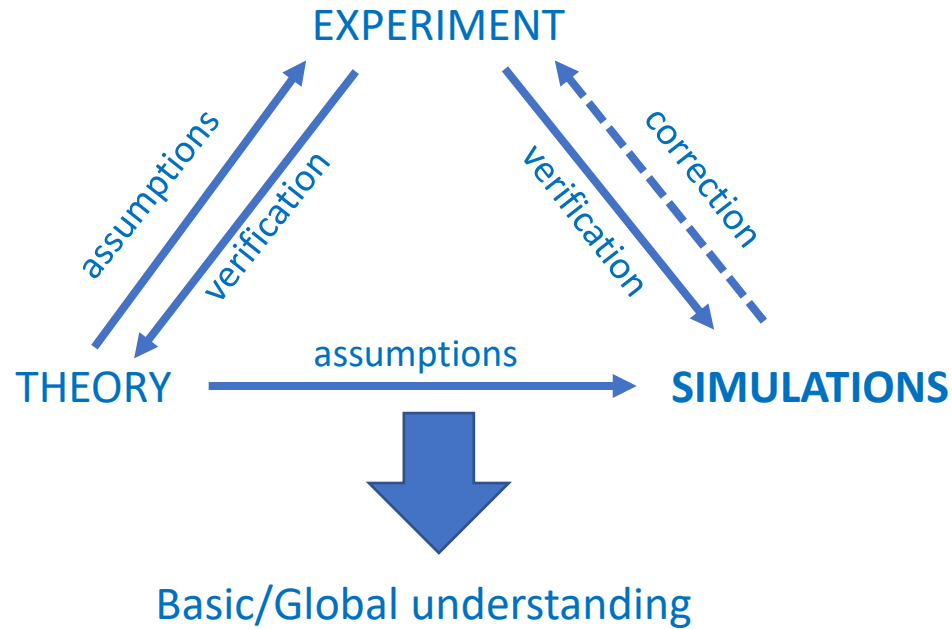 EXPERIMENT
assumptions
verification
verification
correction
assumptions
THEORY
SIMULATIONS
Basic/Global understanding